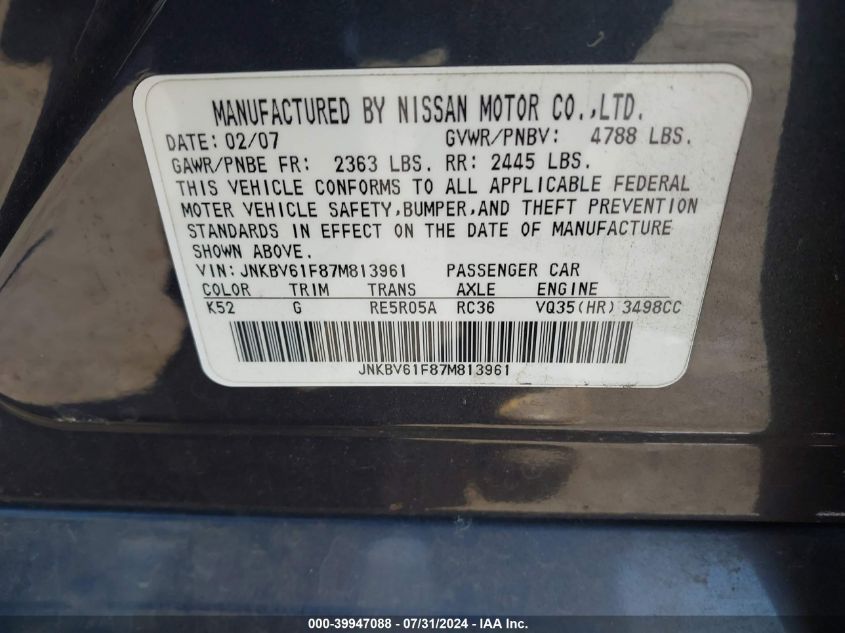 MANUFACTURED BY NISSAN MOTOR CO.,LTD.
DATE: 02/07 GVWR/PNBV: 4788 LBS.
GAWR/PNBE FR: 2363 LBS. RR: 2445 LBS.
THIS VEHICLE CONFORMS TO ALL APPLICABLE FEDERAL
MOTER VEHICLE SAFETY,BUMPER,AND THEFT PREVENTION
STANDARDS IN EFFECT ON THE DATE OF MANUFACTURE
SHOWN ABOVE.
VIN: JNKBV61F87M813961 PASSENGER CAR
COLOR TRIM TRANS AXLE ENGINE
K52 G RE5R05A RC36 VQ35(HR) 3498CC
JNKBV61F87M813961
000-39947088 - 07/31/2024 - IAA Inc.